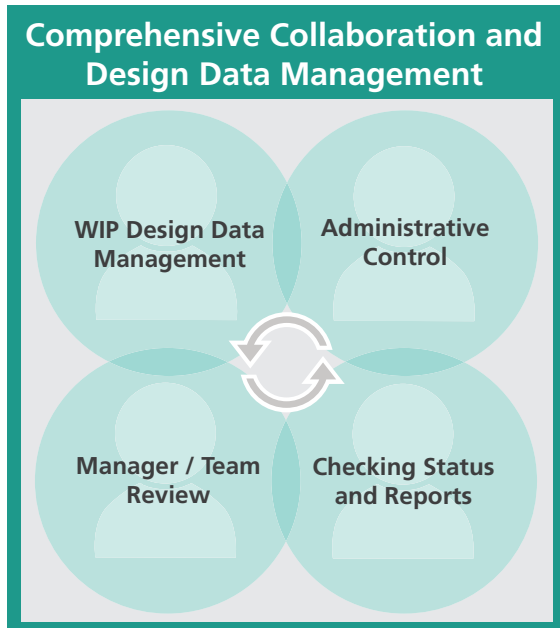 Comprehensive Collaboration and
Design Data Management
WIP Design Data
Management
Administrative
Control
Manager / Team
Review
Checking Status
and Reports